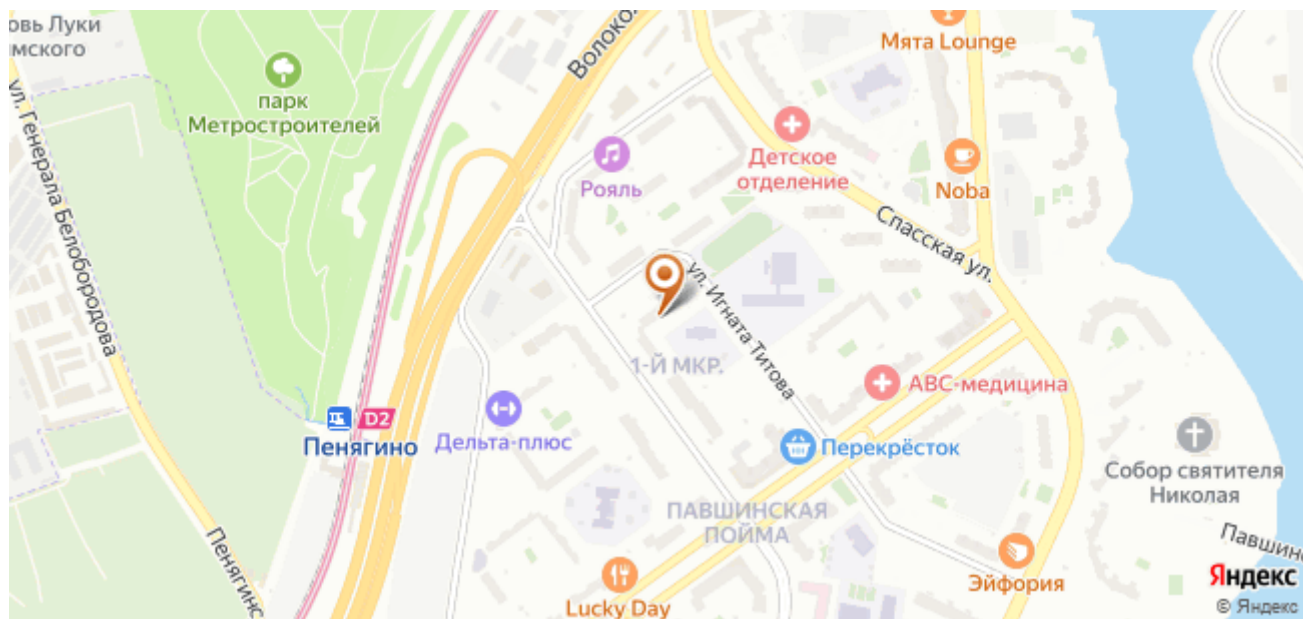 овь Луки
мского
ул. Генерала Белобородова
парк
Метростроителей
Волоко
Мята Lounge
Рояль
Детское
отделение
Noba
Спасская ул.
ул. Игната Титова
1-Й МКР.
АВС-медицина
D2
Пенягино
Дельта-плюс
Перекрёсток
Собор святителя
Николая
ПАВШИНСКАЯ
ПОЙМА
Пенягинс
Lucky Day
Эйфория
Павшинс
Яндекс
© Яндекс